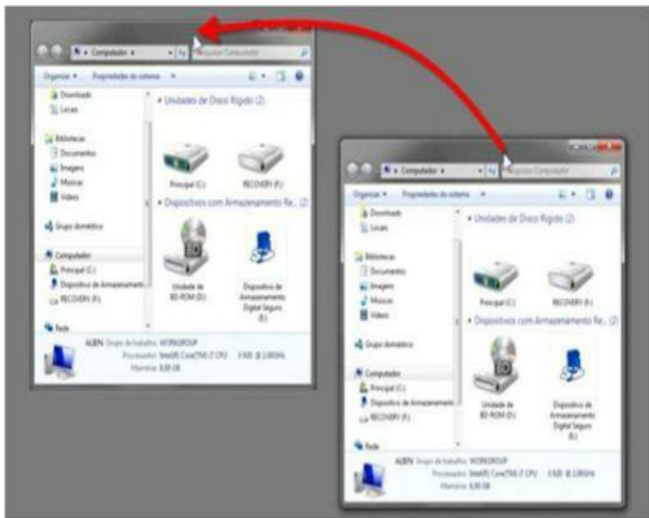 Computador
Pesquisar Computador
Organizar
Propriedades do sistema
Downloads
Locais
Bibliotecas
Documentos
Imagens
Músicas
Vídeos
Grupo doméstico
Computador
Principal (C:)
Dispositivo de Armazenamento
RECOVERY (F:)
Rede
Unidades de Disco Rígido (2)
Principal (C:)
RECOVERY (F:)
Dispositivos com Armazenamento Re... (2)
Unidade de
BD-ROM (D:)
Dispositivo de
Armazenamento
Digital Seguro
ALIEN Grupo de trabalho: WORKGROUP
Processador: Intel(R) Core(TM) i7 CPU
Memória: 8,00 GB
Computador
Pesquisar Computador
Organizar
Propriedades do sistema
Downloads
Locais
Bibliotecas
Documentos
Imagens
Músicas
Vídeos
Grupo doméstico
Computador
Principal (C:)
Dispositivo de Armazenamento
RECOVERY (F:)
Rede
Unidades de Disco Rígido (2)
Principal (C:)
RECOVERY (F:)
Dispositivos com Armazenamento Re... (2)
Unidade de
BD-ROM (D:)
Dispositivo de
Armazenamento
Digital Seguro
ALIEN Grupo de trabalho: WORKGROUP
Processador: Intel(R) Core(TM) i7 CPU
Memória: 8,00 GB